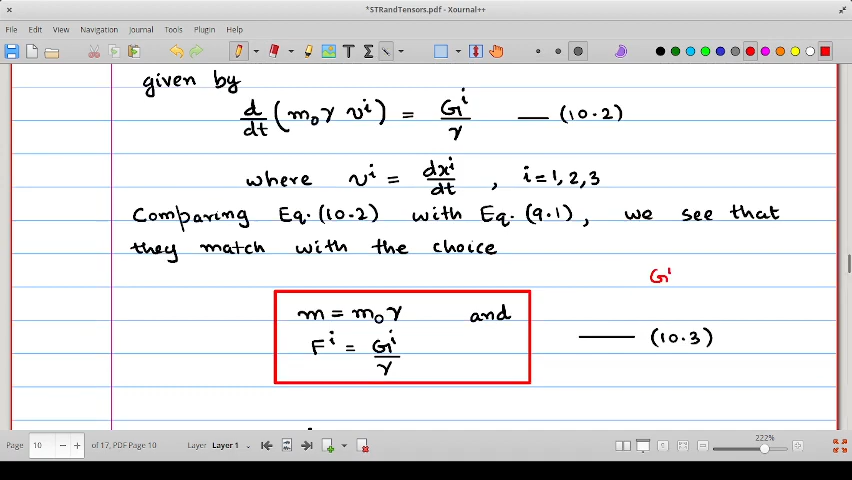 *STRandTensors.pdf - Xournal++
File Edit View Navigation Journal Tools Plugin Help
given by
d/dt (m₀γ vⁱ) = Gⁱ/γ — (10.2)
where vⁱ = dxⁱ/dt , i=1,2,3
Comparing Eq.(10.2) with Eq.(9.1), we see that
they match with the choice
Gⁱ
m = m₀γ and
Fⁱ = Gⁱ/γ — (10.3)
Page 10 of 17, PDF Page 10 Layer Layer 1 222%